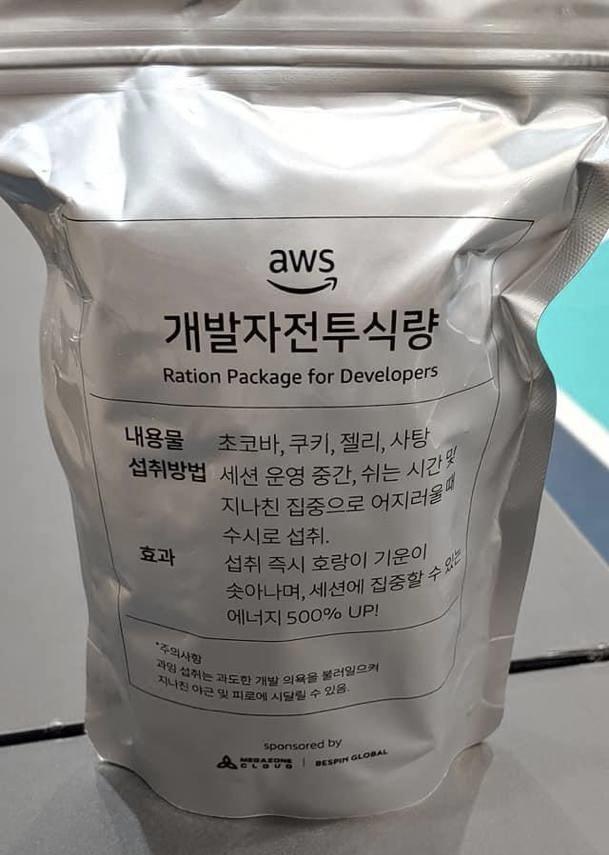 aws
개발자전투식량
Ration Package for Developers
내용물 초코바, 쿠키, 젤리, 사탕
섭취방법 세션 운영 중간, 쉬는 시간 및
지나친 집중으로 어지러울 때
수시로 섭취.
효과 섭취 즉시 호랑이 기운이
솟아나며, 세션에 집중할 수 있는
에너지 500% UP!
*주의사항
과잉 섭취는 과도한 개발 의욕을 불러일으켜
지나친 야근 및 피로에 시달릴 수 있음.
sponsored by
MEGAZONE CLOUD | BESPIN GLOBAL